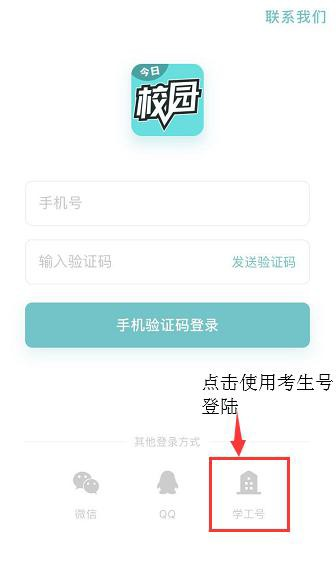 联系我们
今日
校园
手机号
输入验证码 发送验证码
手机验证码登录
点击使用考生号
登陆
其他登录方式
微信 QQ 学工号